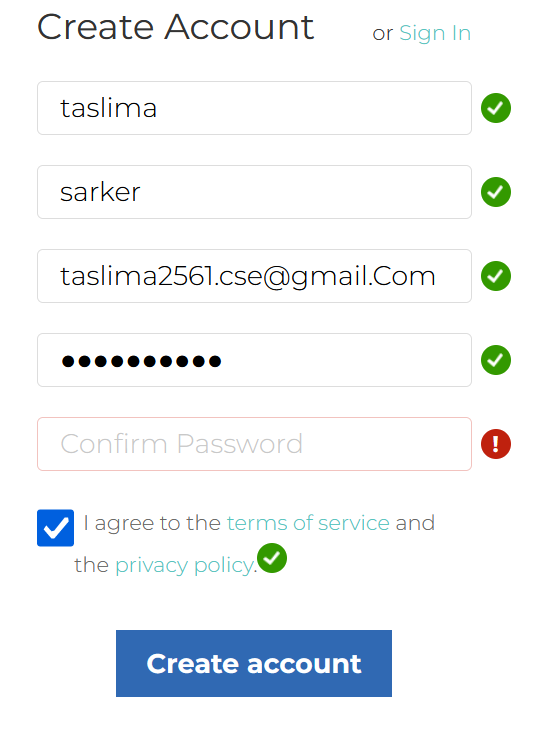 Create Account or Sign In
taslima
sarker
taslima2561.cse@gmail.Com
••••••••••
Confirm Password
I agree to the terms of service and
the privacy policy.
Create account